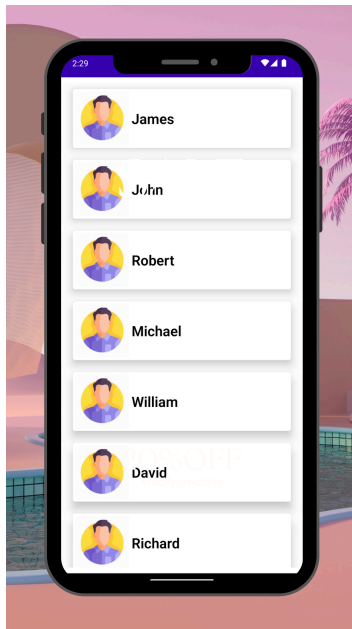 2:29
James
John
Robert
Michael
William
David
Richard